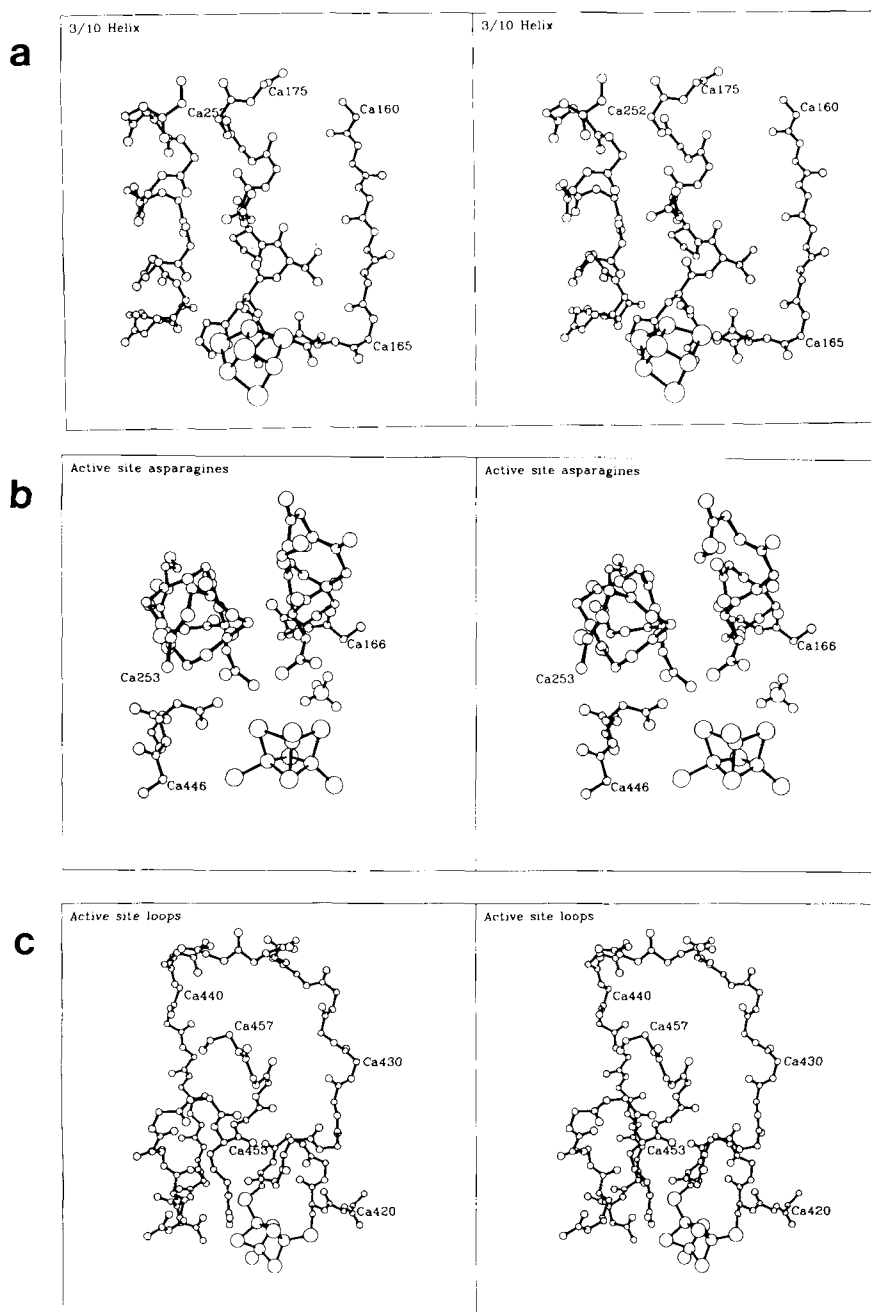 a
3/10 Helix
3/10 Helix
Ca252
Ca175
Ca160
Ca165
Ca252
Ca175
Ca160
Ca165
b
Active site asparagines
Active site asparagines
Ca253
Ca166
Ca446
Ca253
Ca166
Ca446
c
Active site loops
Active site loops
Ca440
Ca457
Ca430
Ca453
Ca420
Ca440
Ca457
Ca430
Ca453
Ca420